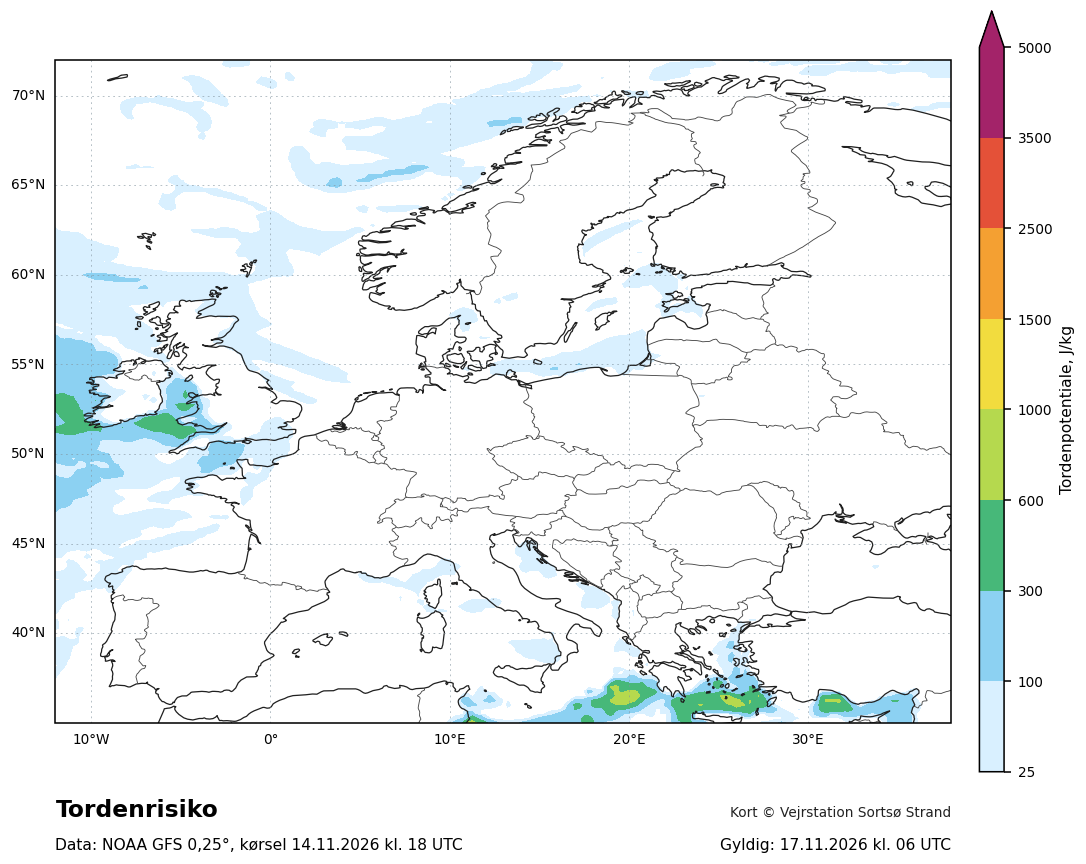 5000
3500
2500
1500
1000
600
300
100
25
Tordenpotentiale, J/kg
70°N
65°N
60°N
55°N
50°N
45°N
40°N
10°W
0°
10°E
20°E
30°E
Tordenrisiko
Kort © Vejrstation Sortsø Strand
Data: NOAA GFS 0,25°, kørsel 14.11.2026 kl. 18 UTC
Gyldig: 17.11.2026 kl. 06 UTC